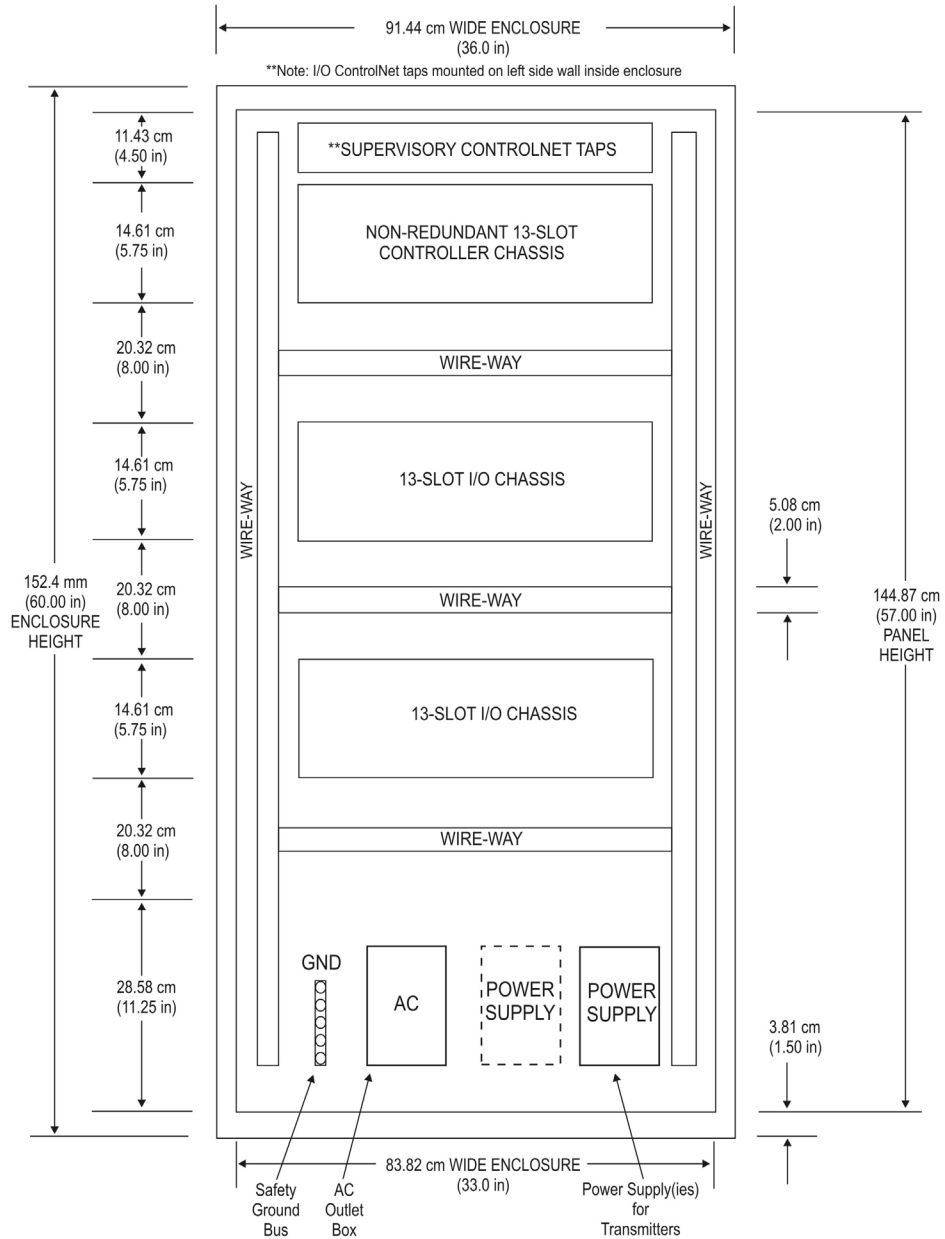 91.44 cm WIDE ENCLOSURE
(36.0 in)
**Note: I/O ControlNet taps mounted on left side wall inside enclosure
11.43 cm
(4.50 in)
**SUPERVISORY CONTROLNET TAPS
14.61 cm
(5.75 in)
NON-REDUNDANT 13-SLOT
CONTROLLER CHASSIS
20.32 cm
(8.00 in)
WIRE-WAY
14.61 cm
(5.75 in)
13-SLOT I/O CHASSIS
WIRE-WAY
WIRE-WAY
5.08 cm
(2.00 in)
152.4 mm
(60.00 in)
ENCLOSURE
HEIGHT
20.32 cm
(8.00 in)
WIRE-WAY
144.87 cm
(57.00 in)
PANEL
HEIGHT
14.61 cm
(5.75 in)
13-SLOT I/O CHASSIS
20.32 cm
(8.00 in)
WIRE-WAY
28.58 cm
(11.25 in)
GND
AC
POWER
SUPPLY
POWER
SUPPLY
3.81 cm
(1.50 in)
83.82 cm WIDE ENCLOSURE
(33.0 in)
Safety
Ground
Bus
AC
Outlet
Box
Power Supply(ies)
for
Transmitters